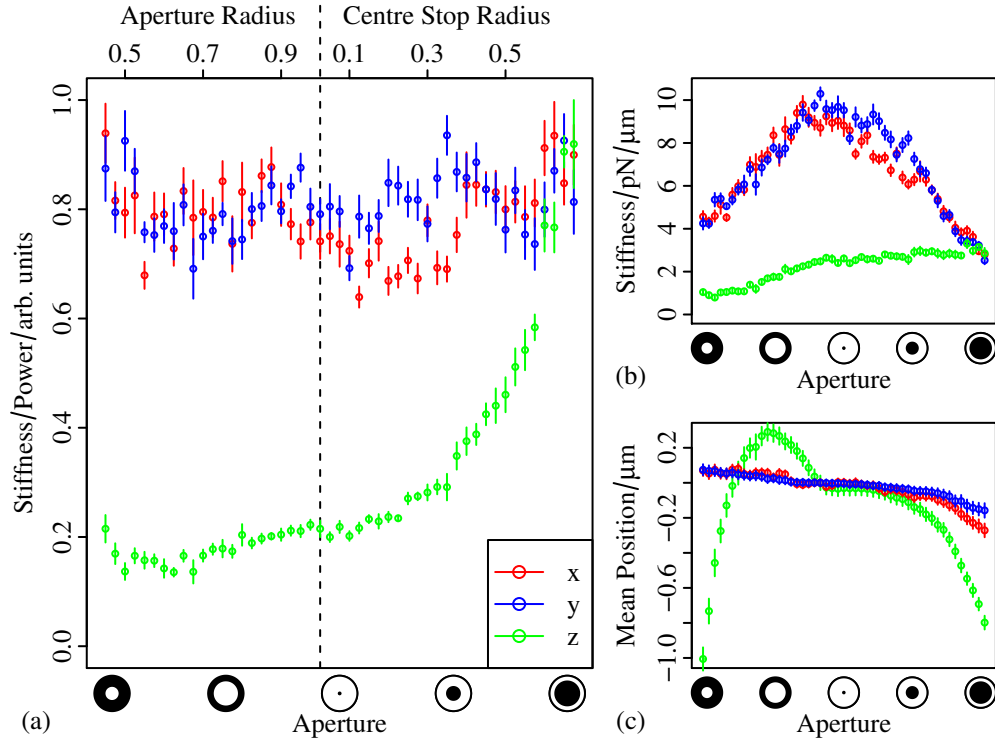 Aperture Radius Centre Stop Radius
0.5 0.7 0.9 0.1 0.3 0.5
Stiffness/Power/arb. units
1.0
0.8
0.6
0.4
0.2
0.0
x
y
z
(a)
Aperture
Stiffness/pN/μm
10
8
6
4
2
0
(b)
Aperture
Mean Position/μm
0.2
-0.2
-0.6
-1.0
(c)
Aperture